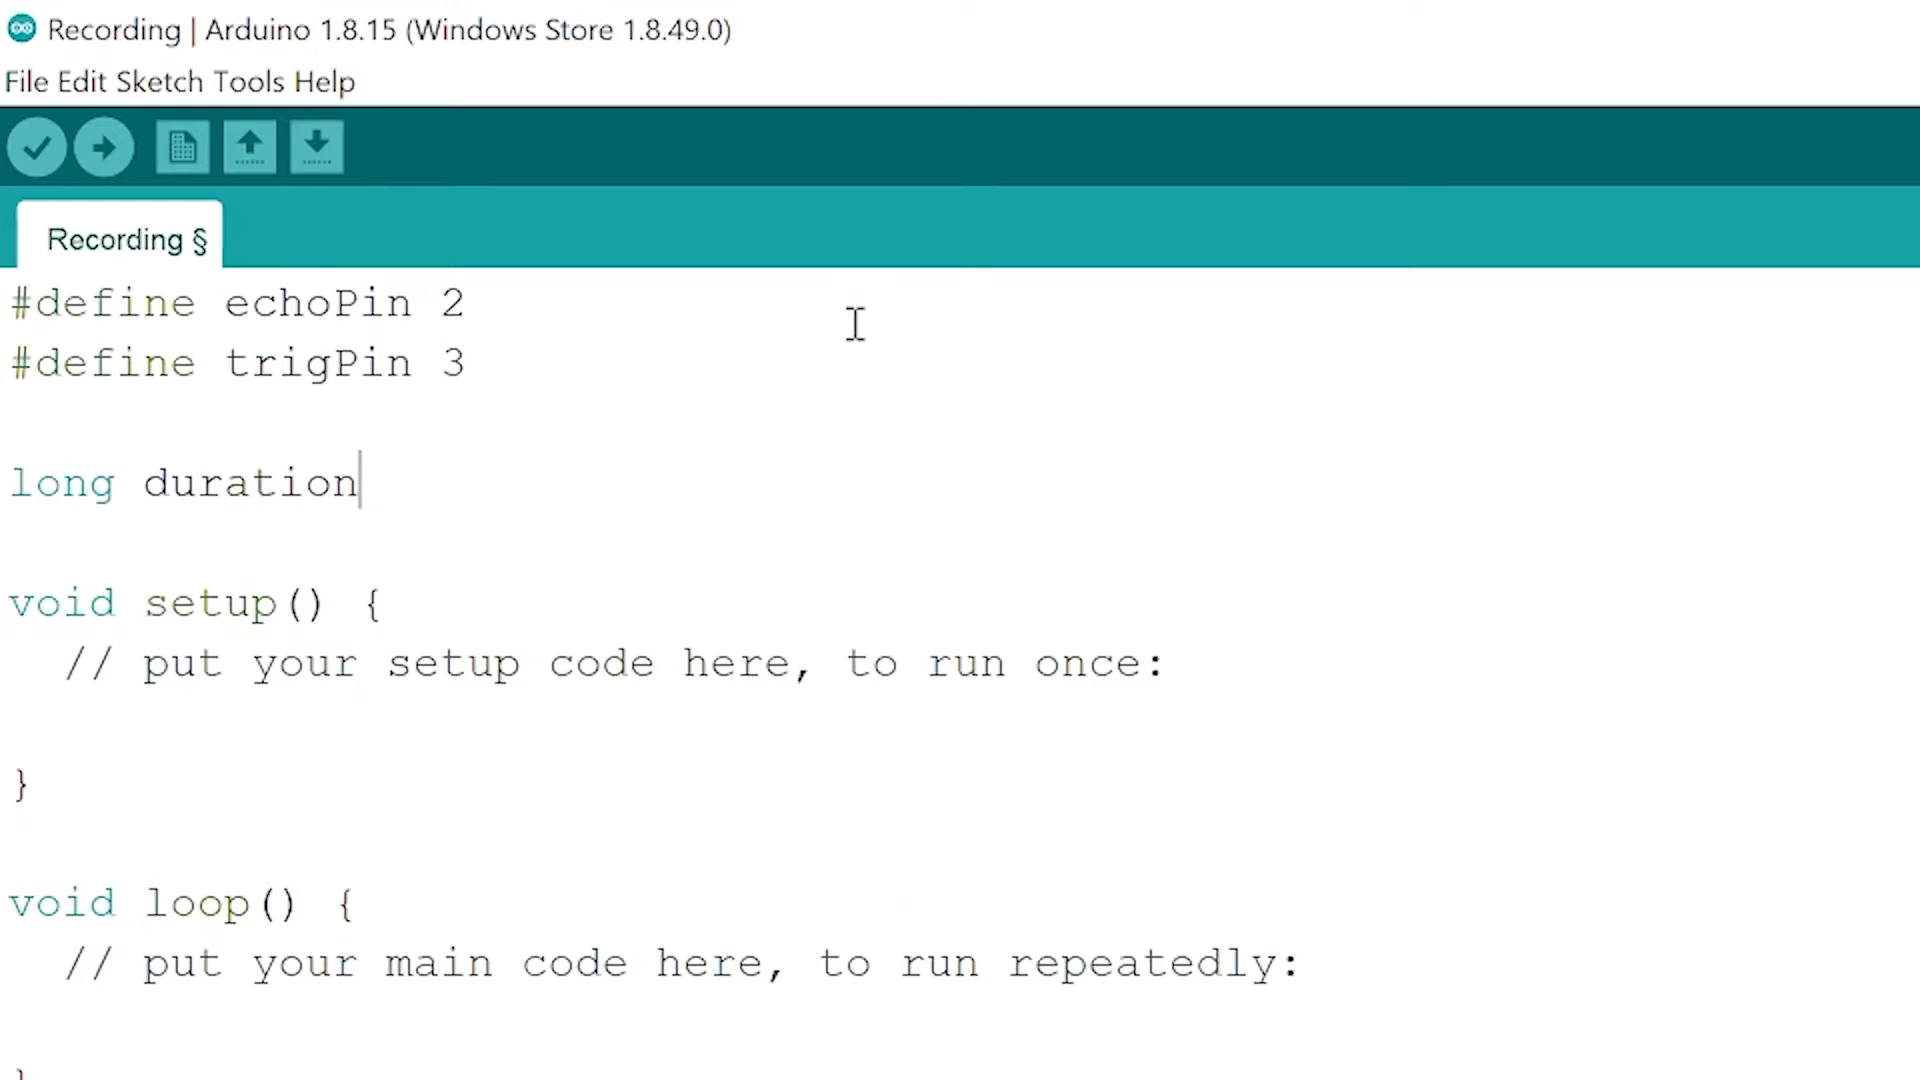 Recording | Arduino 1.8.15 (Windows Store 1.8.49.0)
File Edit Sketch Tools Help
Recording §
#define echoPin 2
#define trigPin 3
long duration
void setup() {
// put your setup code here, to run once:
}
void loop() {
// put your main code here, to run repeatedly:
}